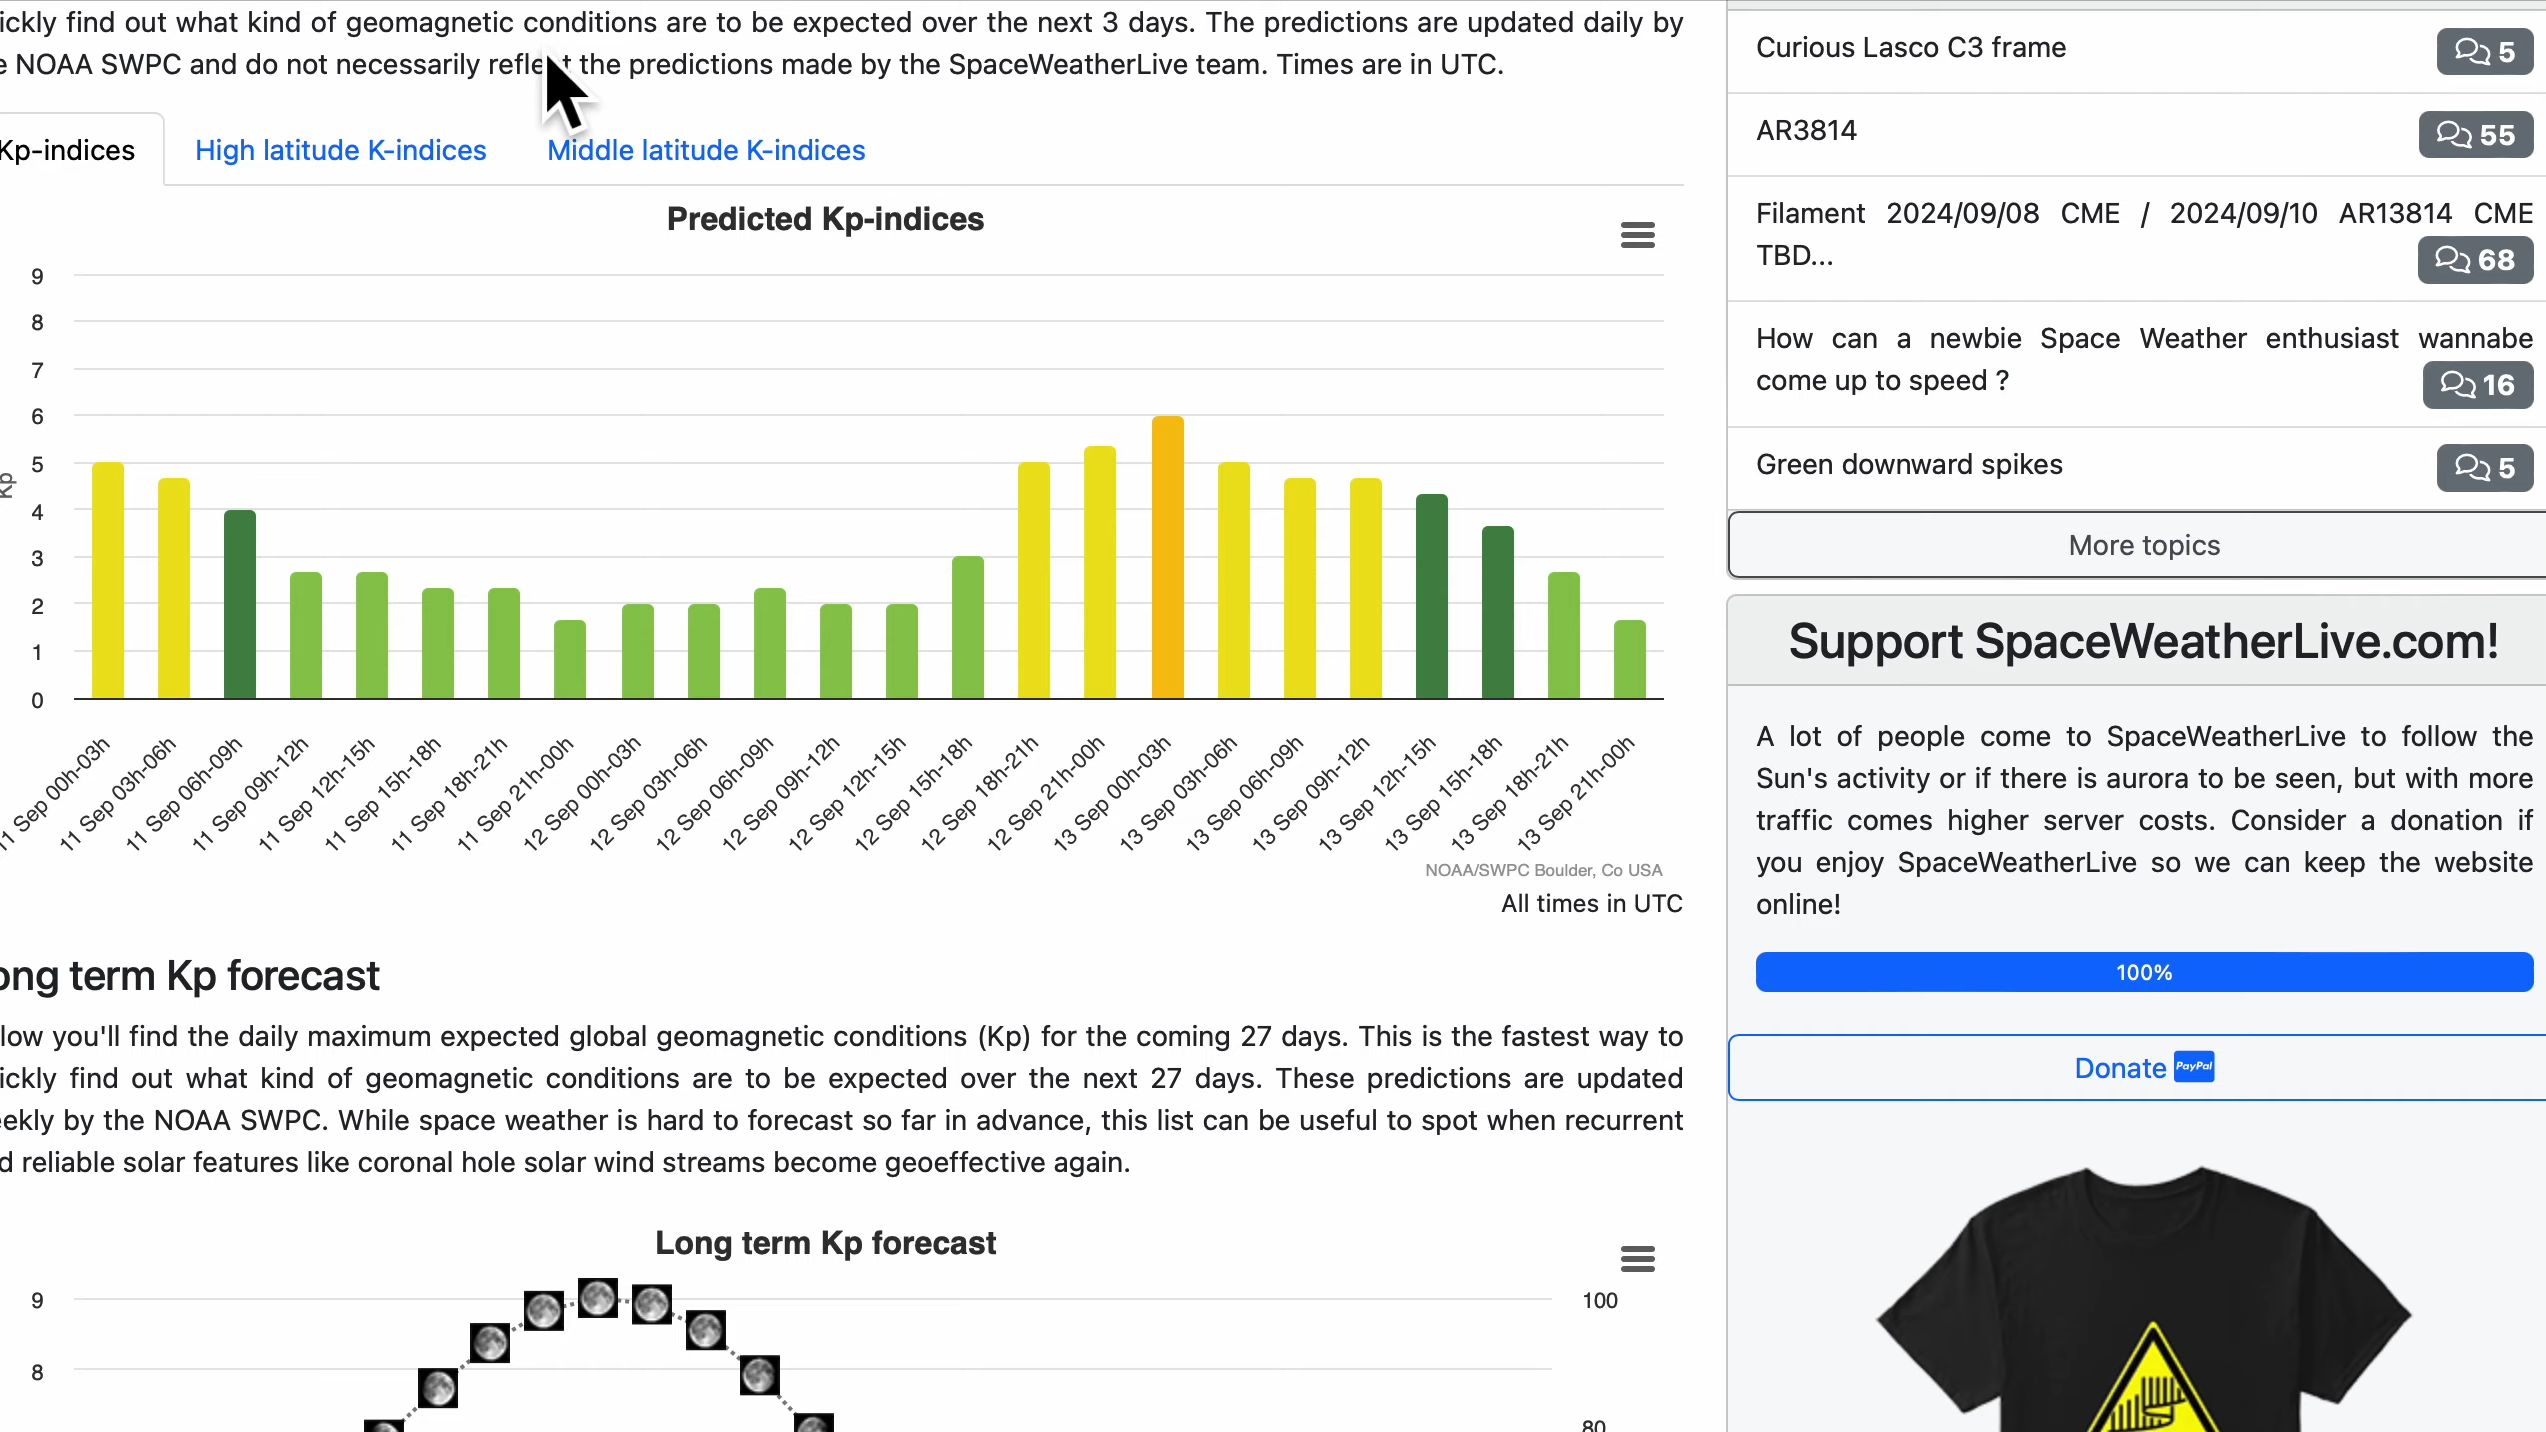 ickly find out what kind of geomagnetic conditions are to be expected over the next 3 days. The predictions are updated daily by
e NOAA SWPC and do not necessarily reflect the predictions made by the SpaceWeatherLive team. Times are in UTC.
Kp-indices
High latitude K-indices
Middle latitude K-indices
Predicted Kp-indices
9
8
7
6
5
4
3
2
1
0
Kp
11 Sep 00h-03h
11 Sep 03h-06h
11 Sep 06h-09h
11 Sep 09h-12h
11 Sep 12h-15h
11 Sep 15h-18h
11 Sep 18h-21h
11 Sep 21h-00h
12 Sep 00h-03h
12 Sep 03h-06h
12 Sep 06h-09h
12 Sep 09h-12h
12 Sep 12h-15h
12 Sep 15h-18h
12 Sep 18h-21h
12 Sep 21h-00h
13 Sep 00h-03h
13 Sep 03h-06h
13 Sep 06h-09h
13 Sep 09h-12h
13 Sep 12h-15h
13 Sep 15h-18h
13 Sep 18h-21h
13 Sep 21h-00h
NOAA/SWPC Boulder, Co USA
All times in UTC
ong term Kp forecast
low you'll find the daily maximum expected global geomagnetic conditions (Kp) for the coming 27 days. This is the fastest way to
ickly find out what kind of geomagnetic conditions are to be expected over the next 27 days. These predictions are updated
eekly by the NOAA SWPC. While space weather is hard to forecast so far in advance, this list can be useful to spot when recurrent
d reliable solar features like coronal hole solar wind streams become geoeffective again.
Long term Kp forecast
9
8
100
80
Curious Lasco C3 frame
5
AR3814
55
Filament 2024/09/08 CME / 2024/09/10 AR13814 CME
TBD...
68
How can a newbie Space Weather enthusiast wannabe
come up to speed ?
16
Green downward spikes
5
More topics
Support SpaceWeatherLive.com!
A lot of people come to SpaceWeatherLive to follow the
Sun's activity or if there is aurora to be seen, but with more
traffic comes higher server costs. Consider a donation if
you enjoy SpaceWeatherLive so we can keep the website
online!
100%
Donate PayPal